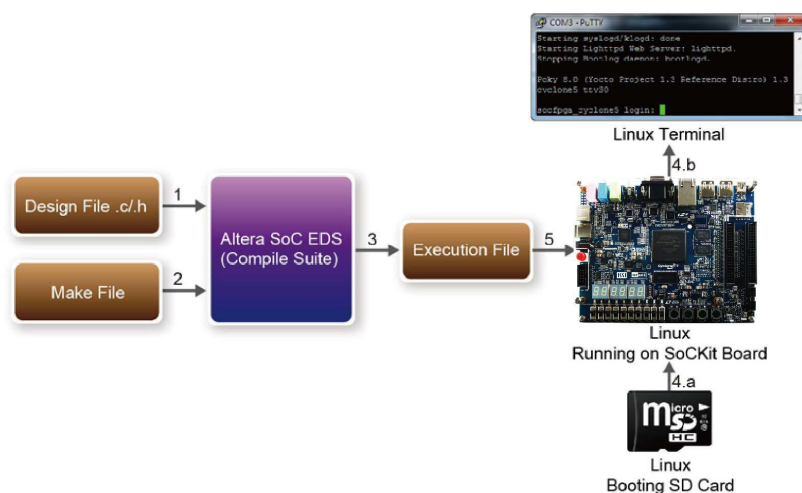 COM3 - PuTTY
Starting syslogd/klogd: done
Starting Lighttpd Web Server: lighttpd.
Stopping Bootlog daemon: bootlogd.
Poky 8.0 (Yocto Project 1.3 Reference Distro) 1.3
cyclone5 ttyS0
socfpga_cyclone5 login:
Linux Terminal
4.b
Design File .c/.h
1
Altera SoC EDS
(Compile Suite)
3
Execution File
5
Make File
2
Linux
Running on SoCKit Board
4.a
micro
SD
HC
Linux
Booting SD Card